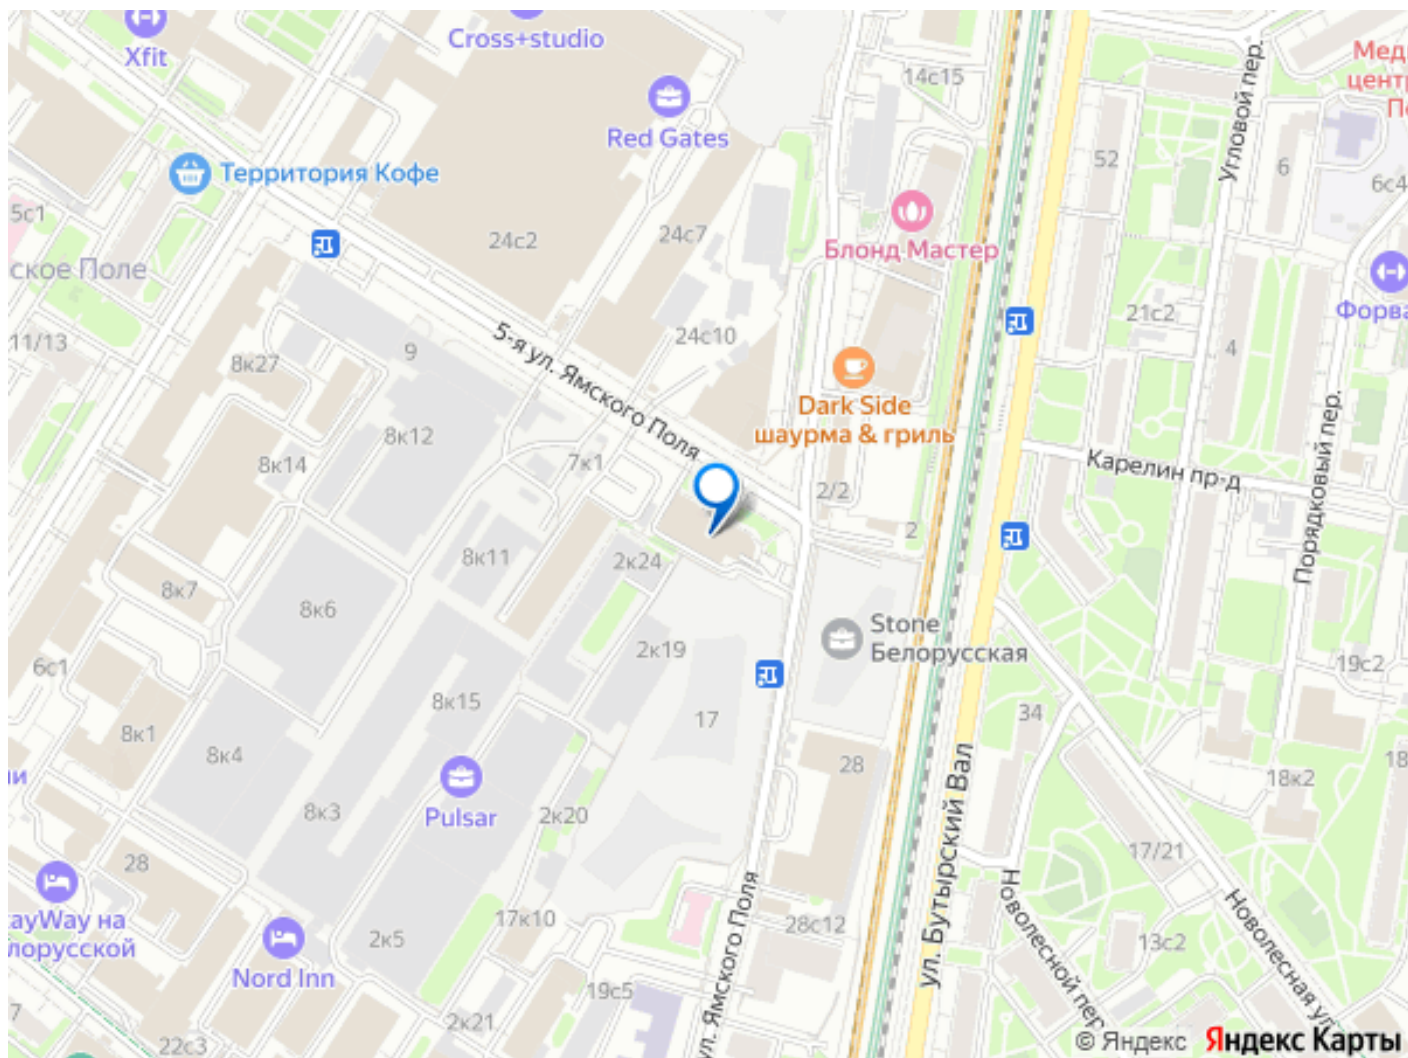 Xfit
Cross+studio
Red Gates
14с15
Угловой пер.
52
6
6с4
Территория Кофе
5с1
24с2
24с7
Блонд Мастер
ское Поле
Форва
21с2
4
11/13
8к27
9
5-я ул. Ямского Поля
24с10
Dark Side
шаурма & гриль
8к12
8к14
7к1
2/2
2
Карелин пр-д
Порядковый пер.
8к11
2к24
8к7
8к6
Stone
Белорусская
2к19
19с2
6с1
8к15
17
34
8к1
8к4
28
18к2
18
Pulsar
8к3
2к20
ул. Бутырский Вал
17/21
28
ayWay на
лорусской
17к10
28с12
2к5
Nord Inn
13с2
Новолесной пер.
Новолесная ул.
19с5
ул. Ямского Поля
7
22с3
2к21
© Яндекс Яндекс Карты